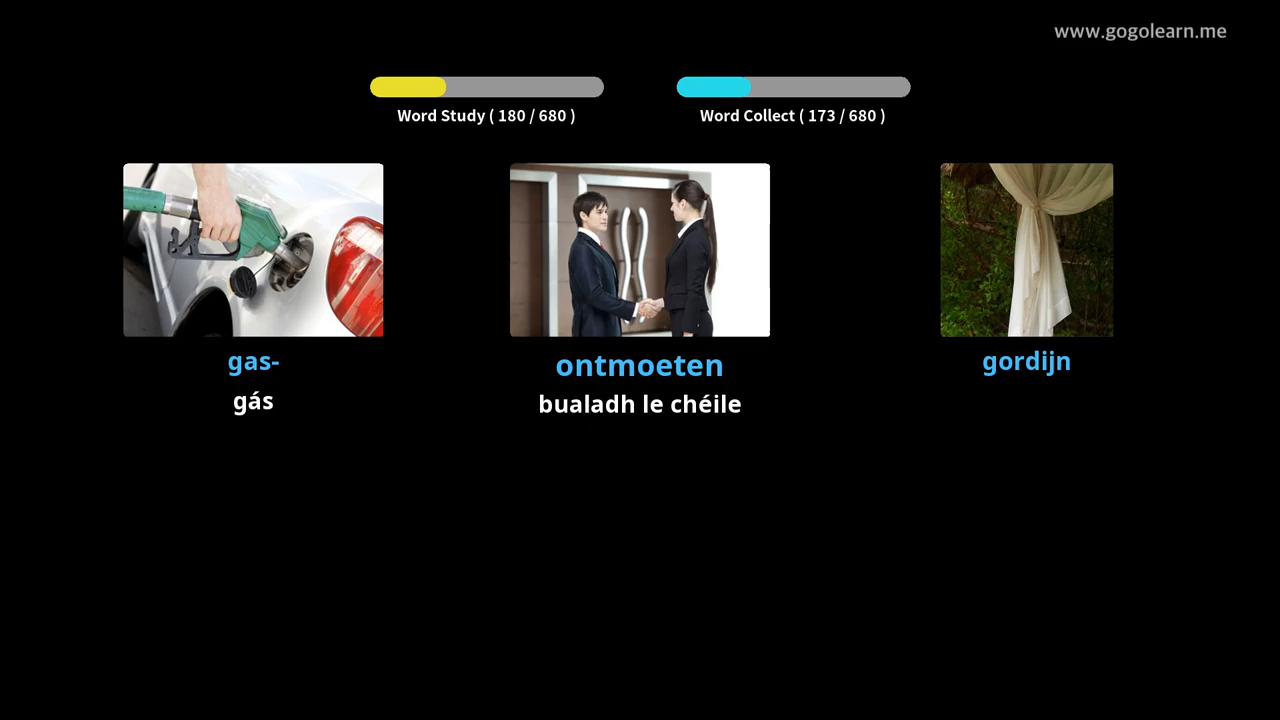 www.gogolearn.me
Word Study ( 180 / 680 )
Word Collect ( 173 / 680 )
gas-
gás
ontmoeten
bualadh le chéile
gordijn